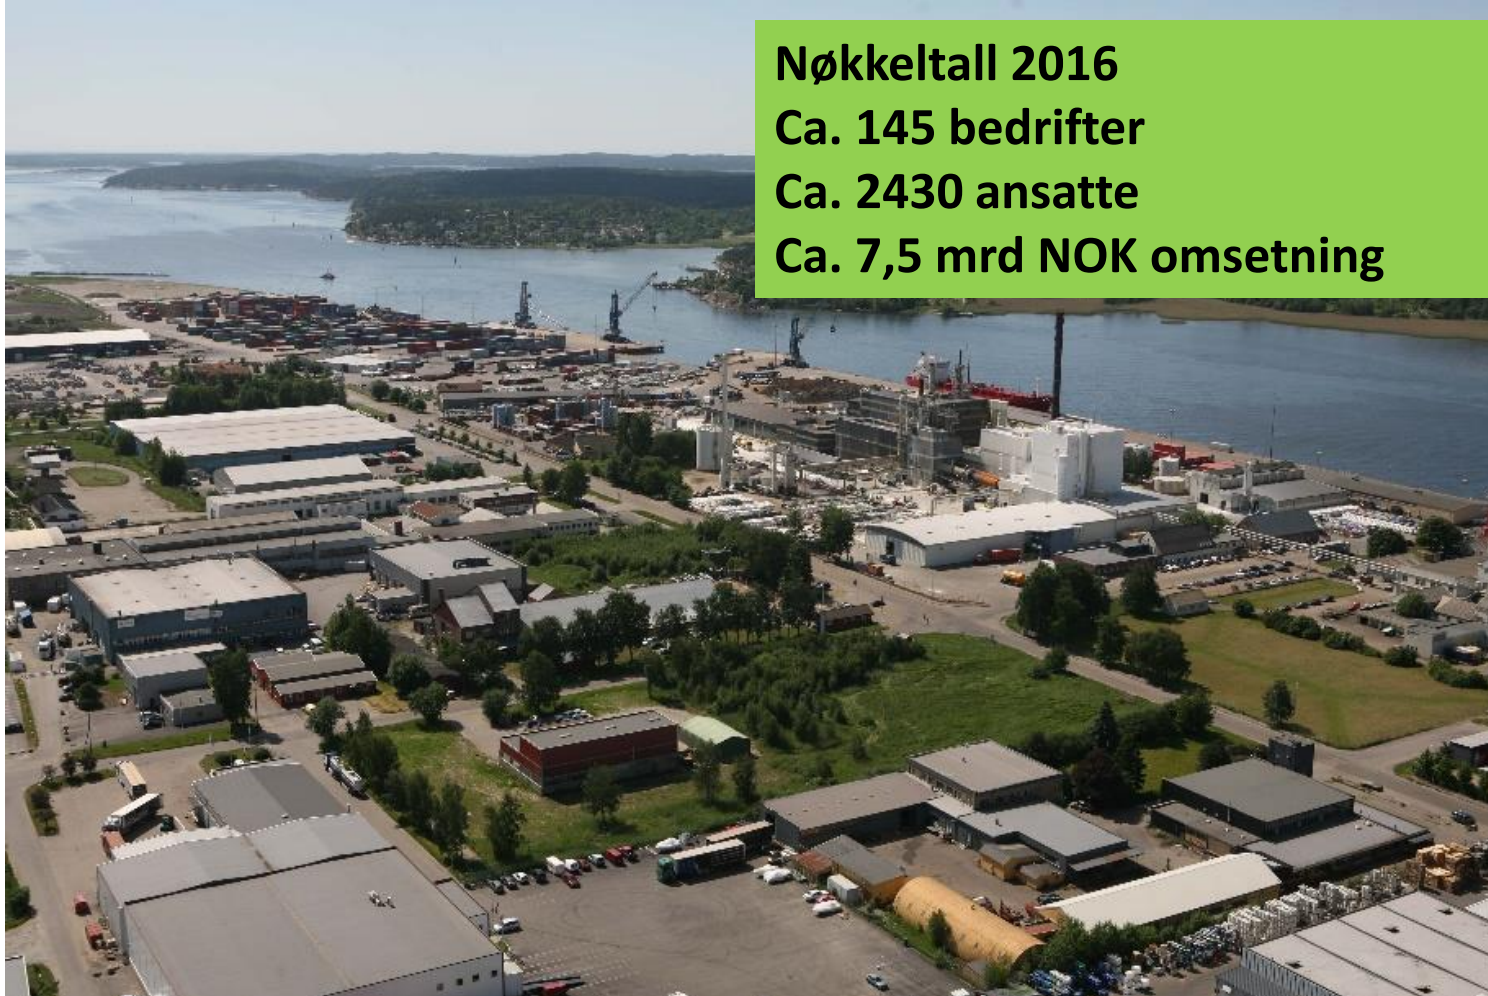 Nøkkeltall 2016
Ca. 145 bedrifter
Ca. 2430 ansatte
Ca. 7,5 mrd NOK omsetning